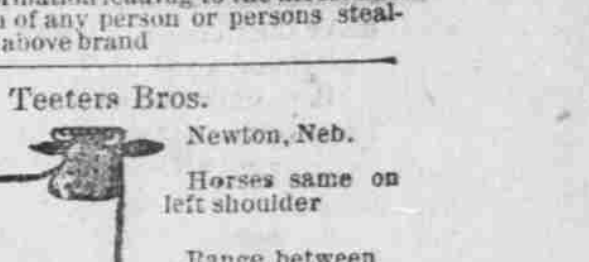 of any person or persons steal-
above brand
Teeters Bros.
Newton, Neb.
Horses same on
left shoulder
Range between